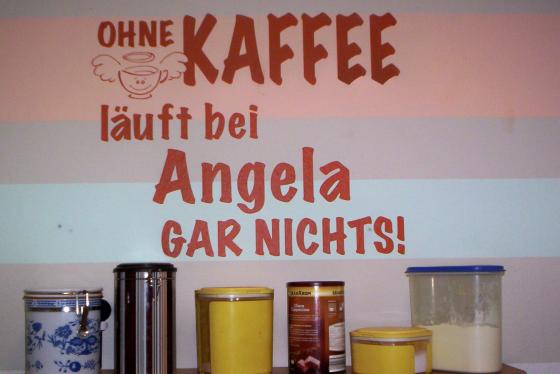 OHNE KAFFEE
läuft bei
Angela
GAR NICHTS!